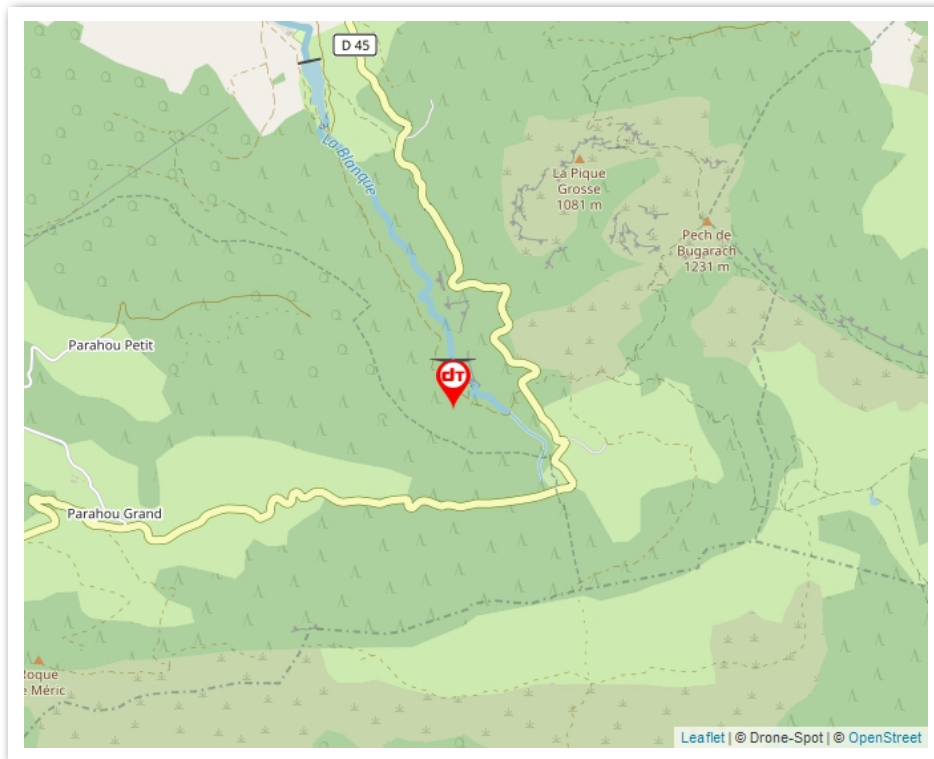 D 45
La Blanque
La Pique
Grosse
1081 m
Pech de
Bugarach
1231 m
Parahou Petit
dT
Parahou Grand
Roque
e Méric
Leaflet | © Drone-Spot | © OpenStreet